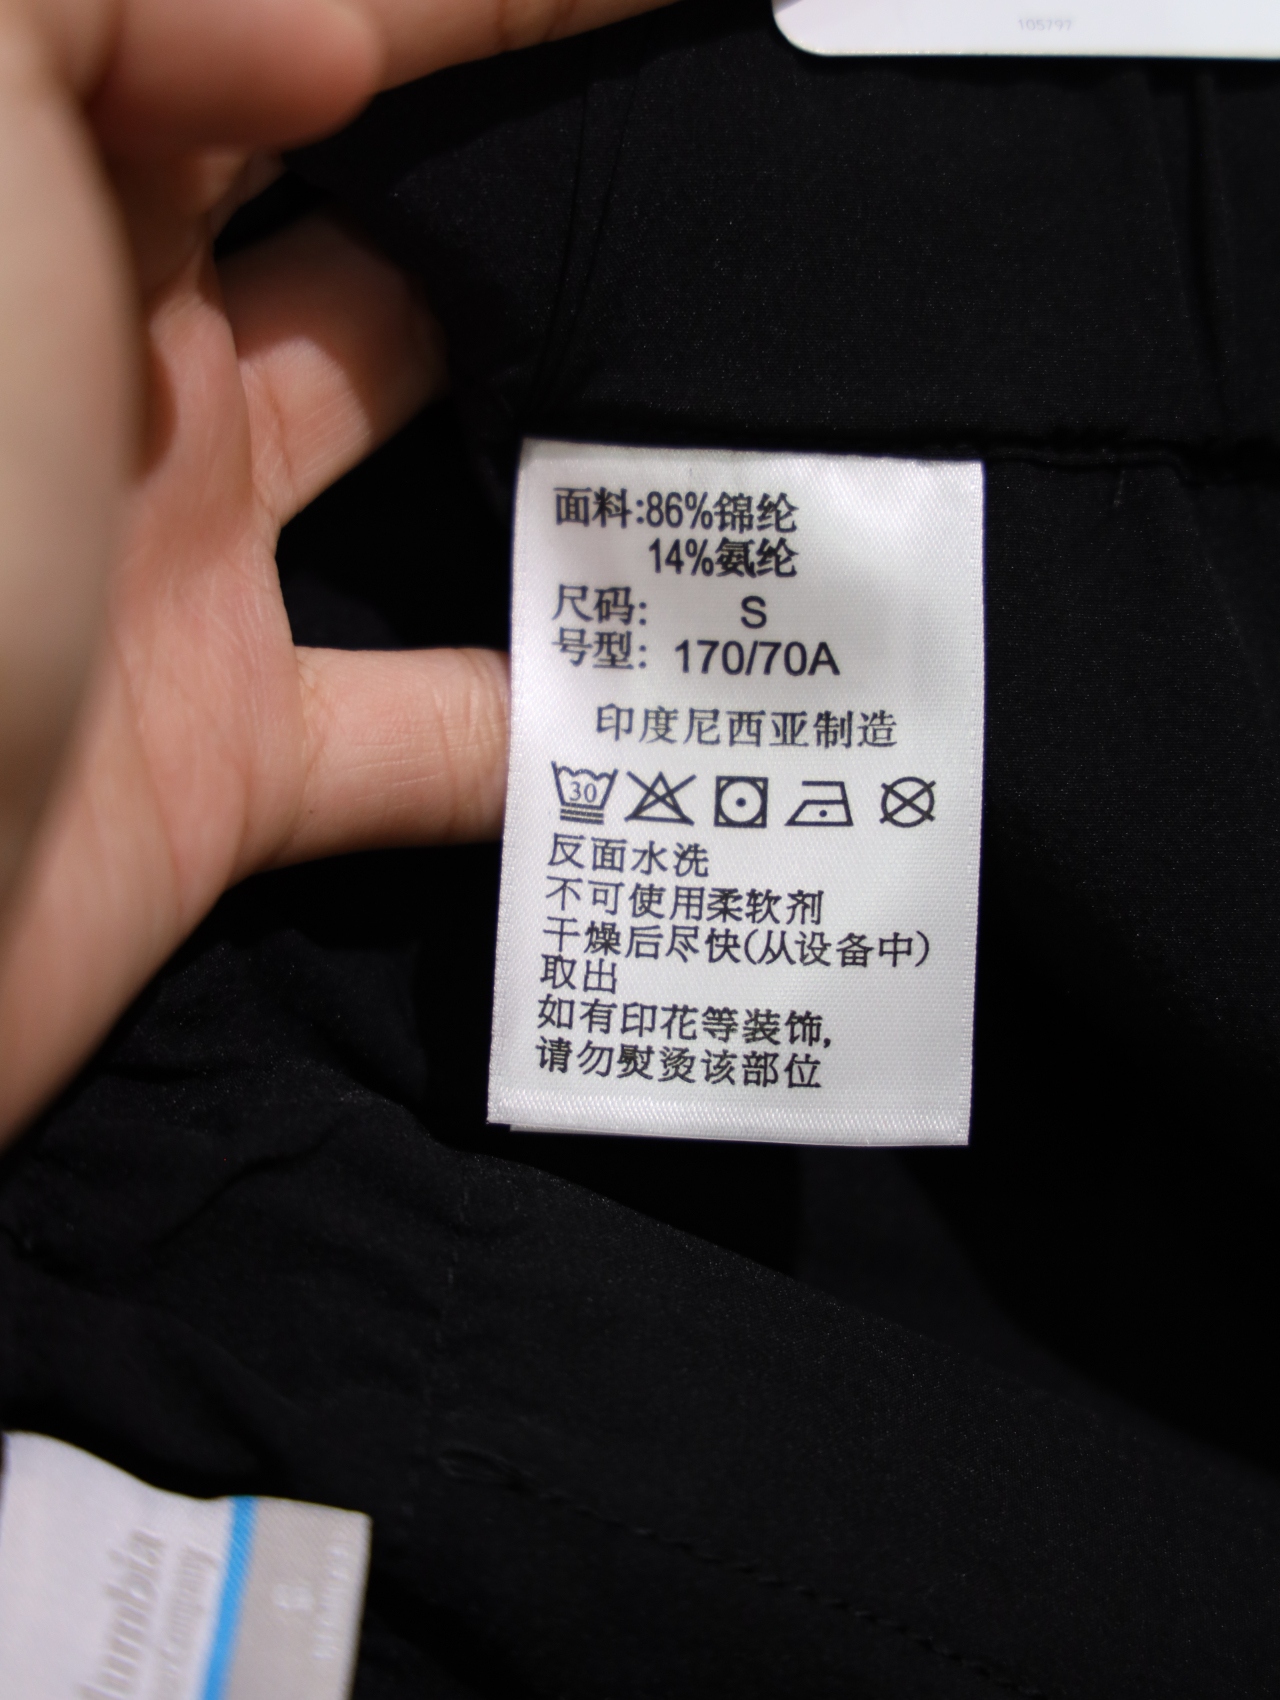 105797
面料:86%锦纶
14%氨纶
尺码: S
号型: 170/70A
印度尼西亚制造
30
反面水洗
不可使用柔软剂
干燥后尽快(从设备中)
取出
如有印花等装饰,
请勿熨烫该部位
lumbia
Company
S